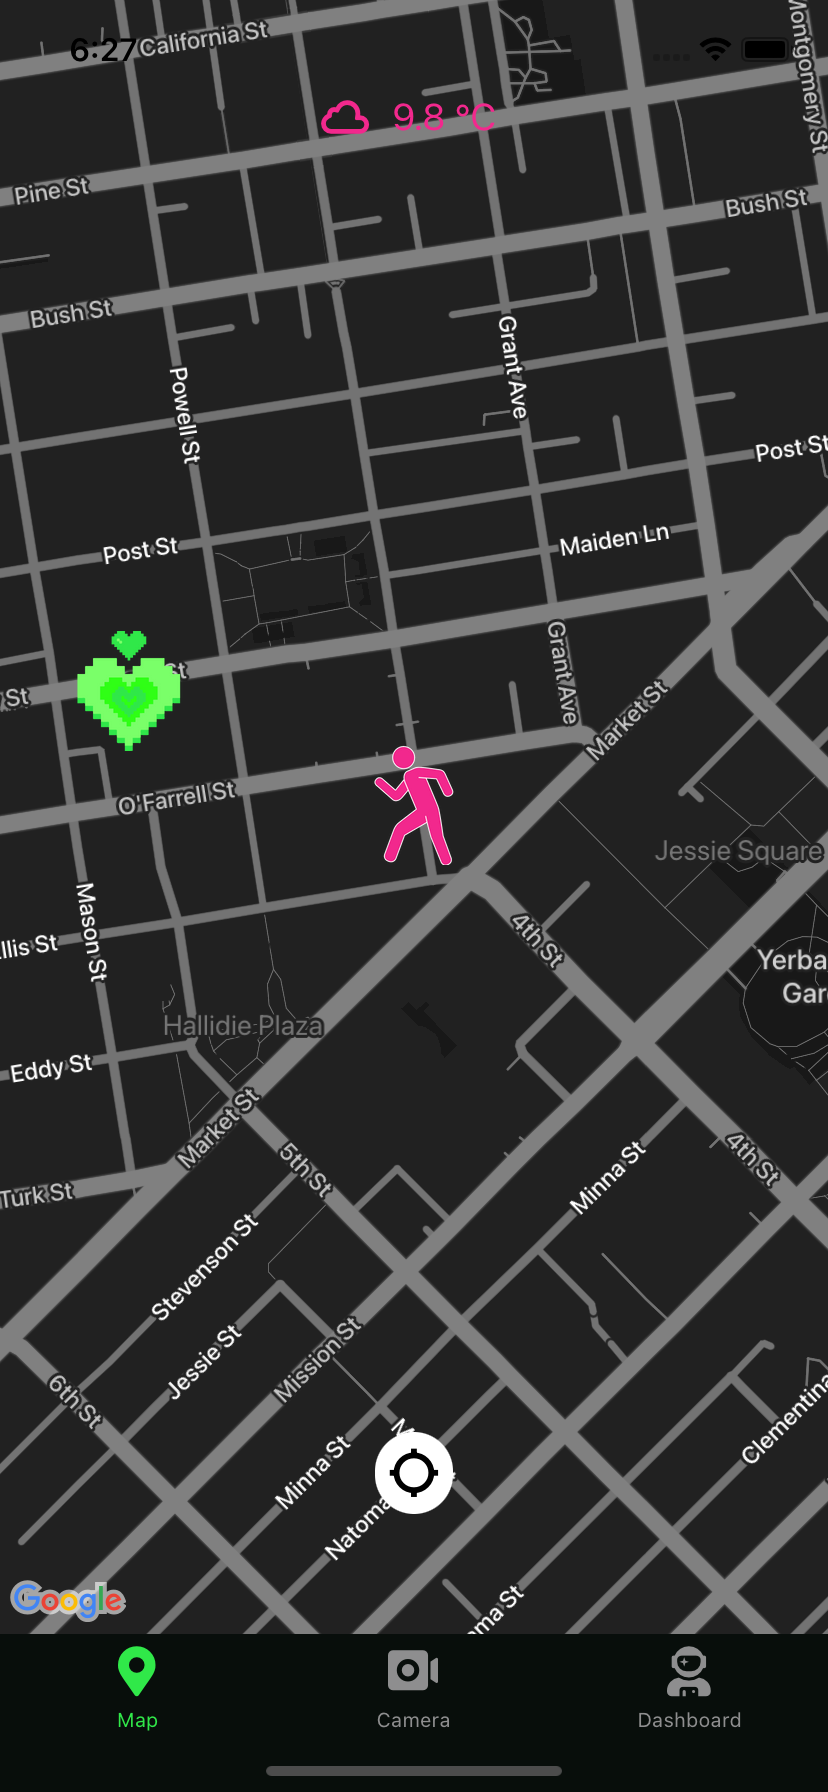 6:27
California St
Montgomery St
9.8 °C
Pine St
Bush St
Bush St
Grant Ave
Powell St
Post St
Post St
Maiden Ln
Grant Ave
St
St
Market St
O'Farrell St
Jessie Square
Mason St
llis St
4th St
Yerba
Gar
Hallidie Plaza
Eddy St
Market St
5th St
Minna St
4th St
Turk St
Stevenson St
Jessie St
Mission St
6th St
Clementina
Minna St
Natoma
ma St
Google
Map
Camera
Dashboard